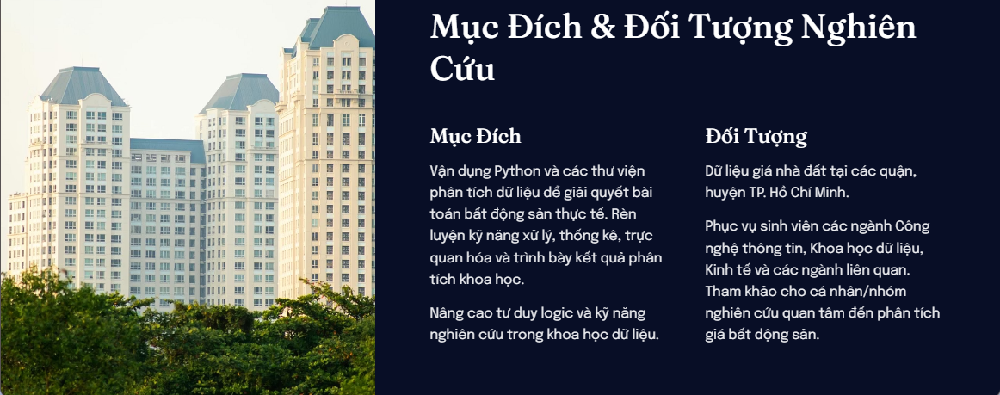 Mục Đích & Đối Tượng Nghiên
Cứu
Mục Đích
Vận dụng Python và các thư viện
phân tích dữ liệu để giải quyết bài
toán bất động sản thực tế. Rèn
luyện kỹ năng xử lý, thống kê, trực
quan hóa và trình bày kết quả phân
tích khoa học.
Nâng cao tư duy logic và kỹ năng
nghiên cứu trong khoa học dữ liệu.
Đối Tượng
Dữ liệu giá nhà đất tại các quận,
huyện TP. Hồ Chí Minh.
Phục vụ sinh viên các ngành Công
nghệ thông tin, Khoa học dữ liệu,
Kinh tế và các ngành liên quan.
Tham khảo cho cá nhân/nhóm
nghiên cứu quan tâm đến phân tích
giá bất động sản.